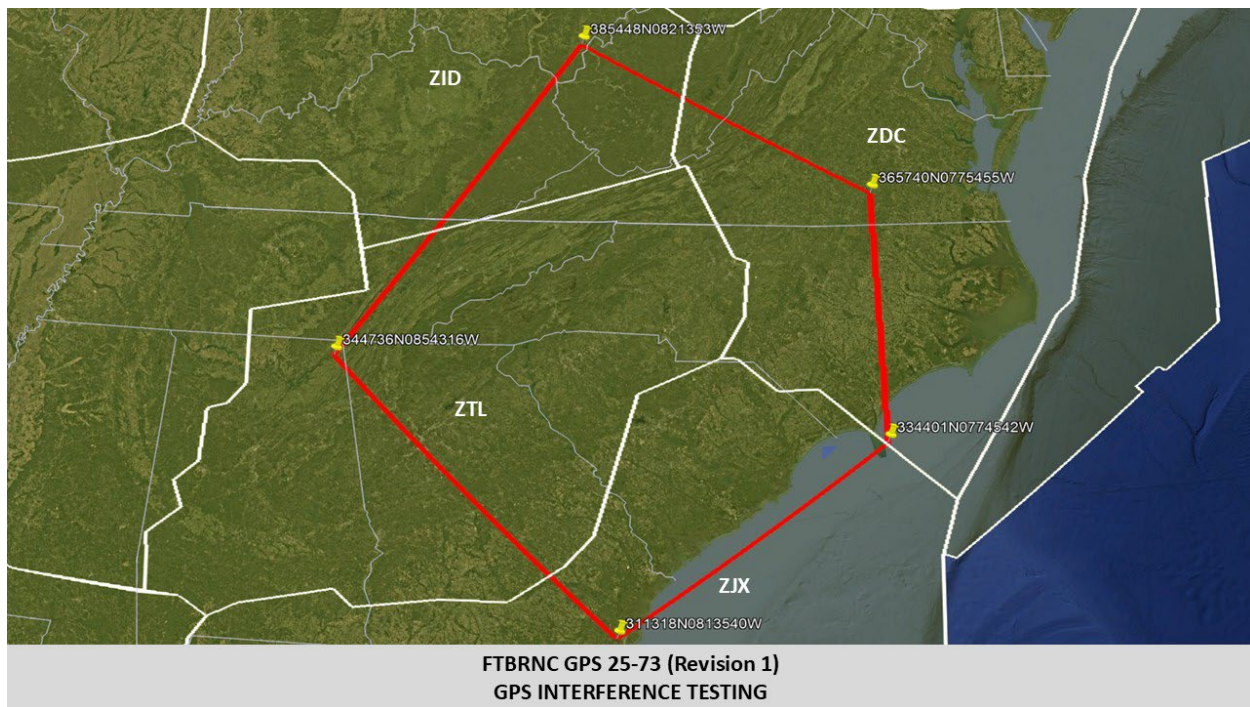 385448N0821353W
ZID
ZDC
365740N0775455W
344736N0854316W
ZTL
334401N0774542W
ZJX
311318N0813540W
FTBRNC GPS 25-73 (Revision 1)
GPS INTERFERENCE TESTING